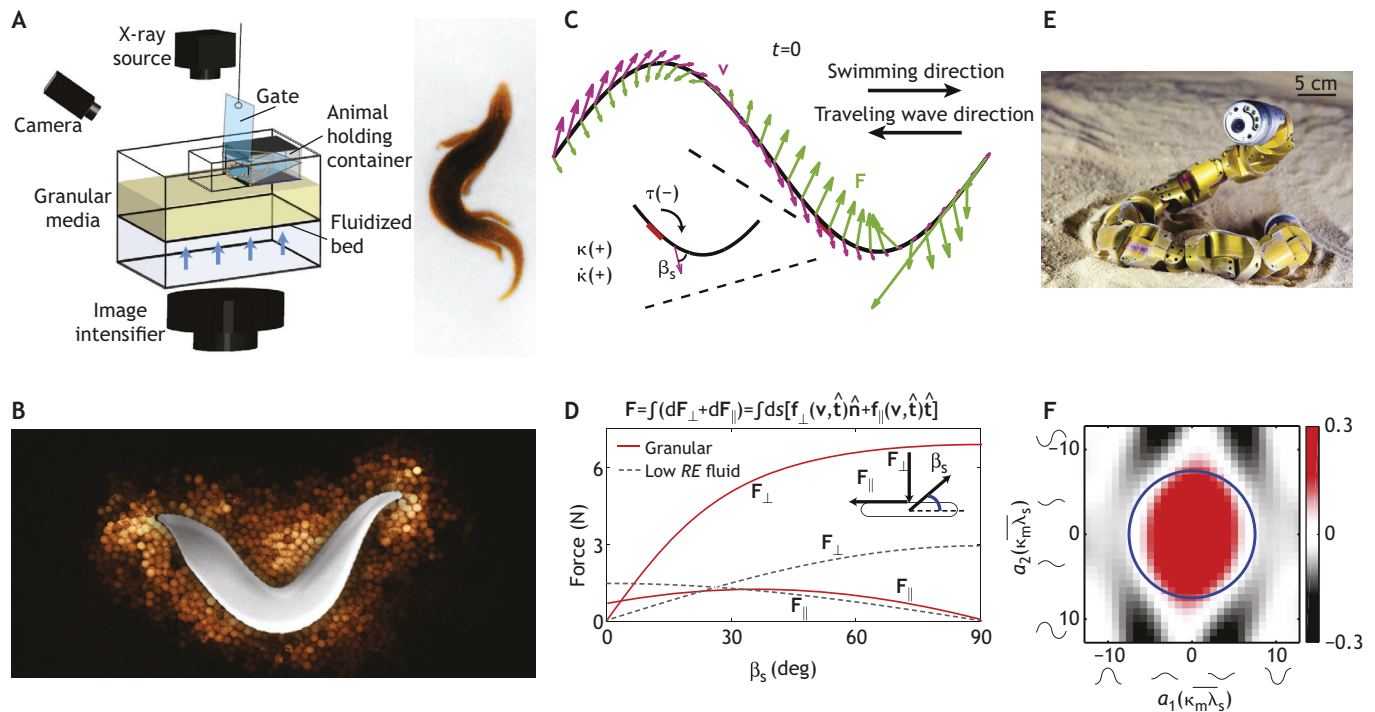 A
X-ray
source
Camera
Gate
Animal
holding
container
Granular
media
Fluidized
bed
Image
intensifier
B
C
t=0
v
Swimming direction
Traveling wave direction
F
τ(−)
κ(+)
κ̇(+)
βs
D
F=∫(dF⊥+dF∥)=∫ds[f⊥(v,t̂)n̂+f∥(v,t̂)t̂]
Granular
Low RE fluid
F⊥
F∥
βs
F⊥
F⊥
F∥
F∥
6
3
0
Force (N)
0
30
60
90
βs (deg)
E
5 cm
F
0.3
0
−0.3
−10
0
10
a2(κmλs)
−10
0
10
a1(κmλs)